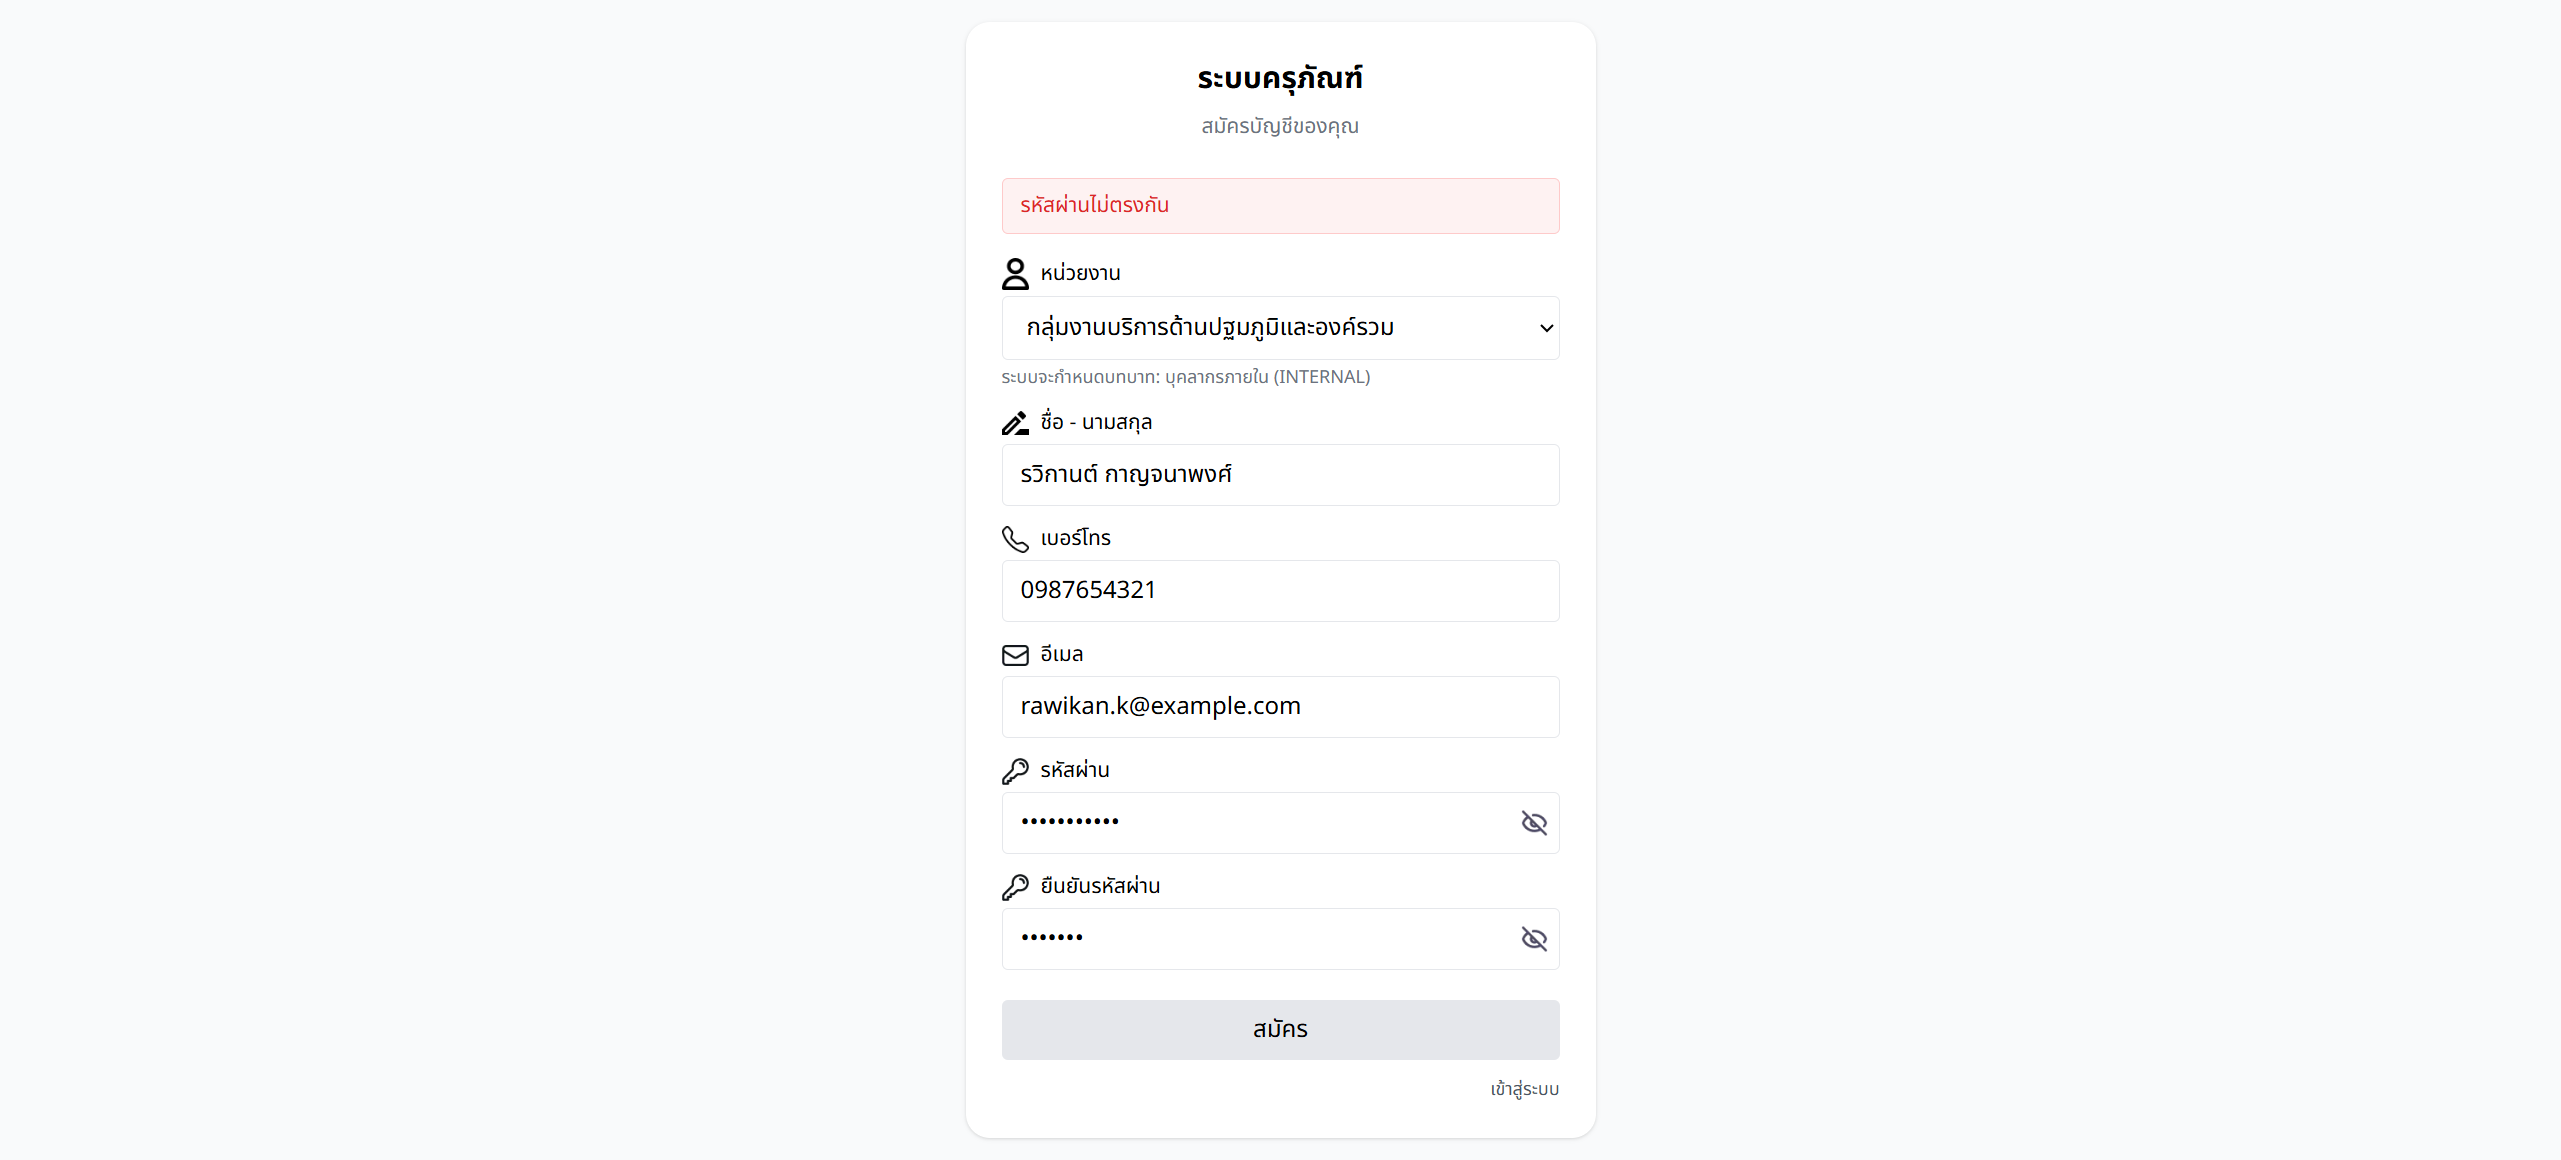 ระบบครุภัณฑ์
สมัครบัญชีของคุณ
รหัสผ่านไม่ตรงกัน
หน่วยงาน
กลุ่มงานบริการด้านปฐมภูมิและองค์รวม
ระบบจะกำหนดบทบาท: บุคลากรภายใน (INTERNAL)
ชื่อ - นามสกุล
รวิกานต์ กาญจนาพงศ์
เบอร์โทร
0987654321
อีเมล
rawikan.k@example.com
รหัสผ่าน
•••••••••••
ยืนยันรหัสผ่าน
•••••••
สมัคร
เข้าสู่ระบบ